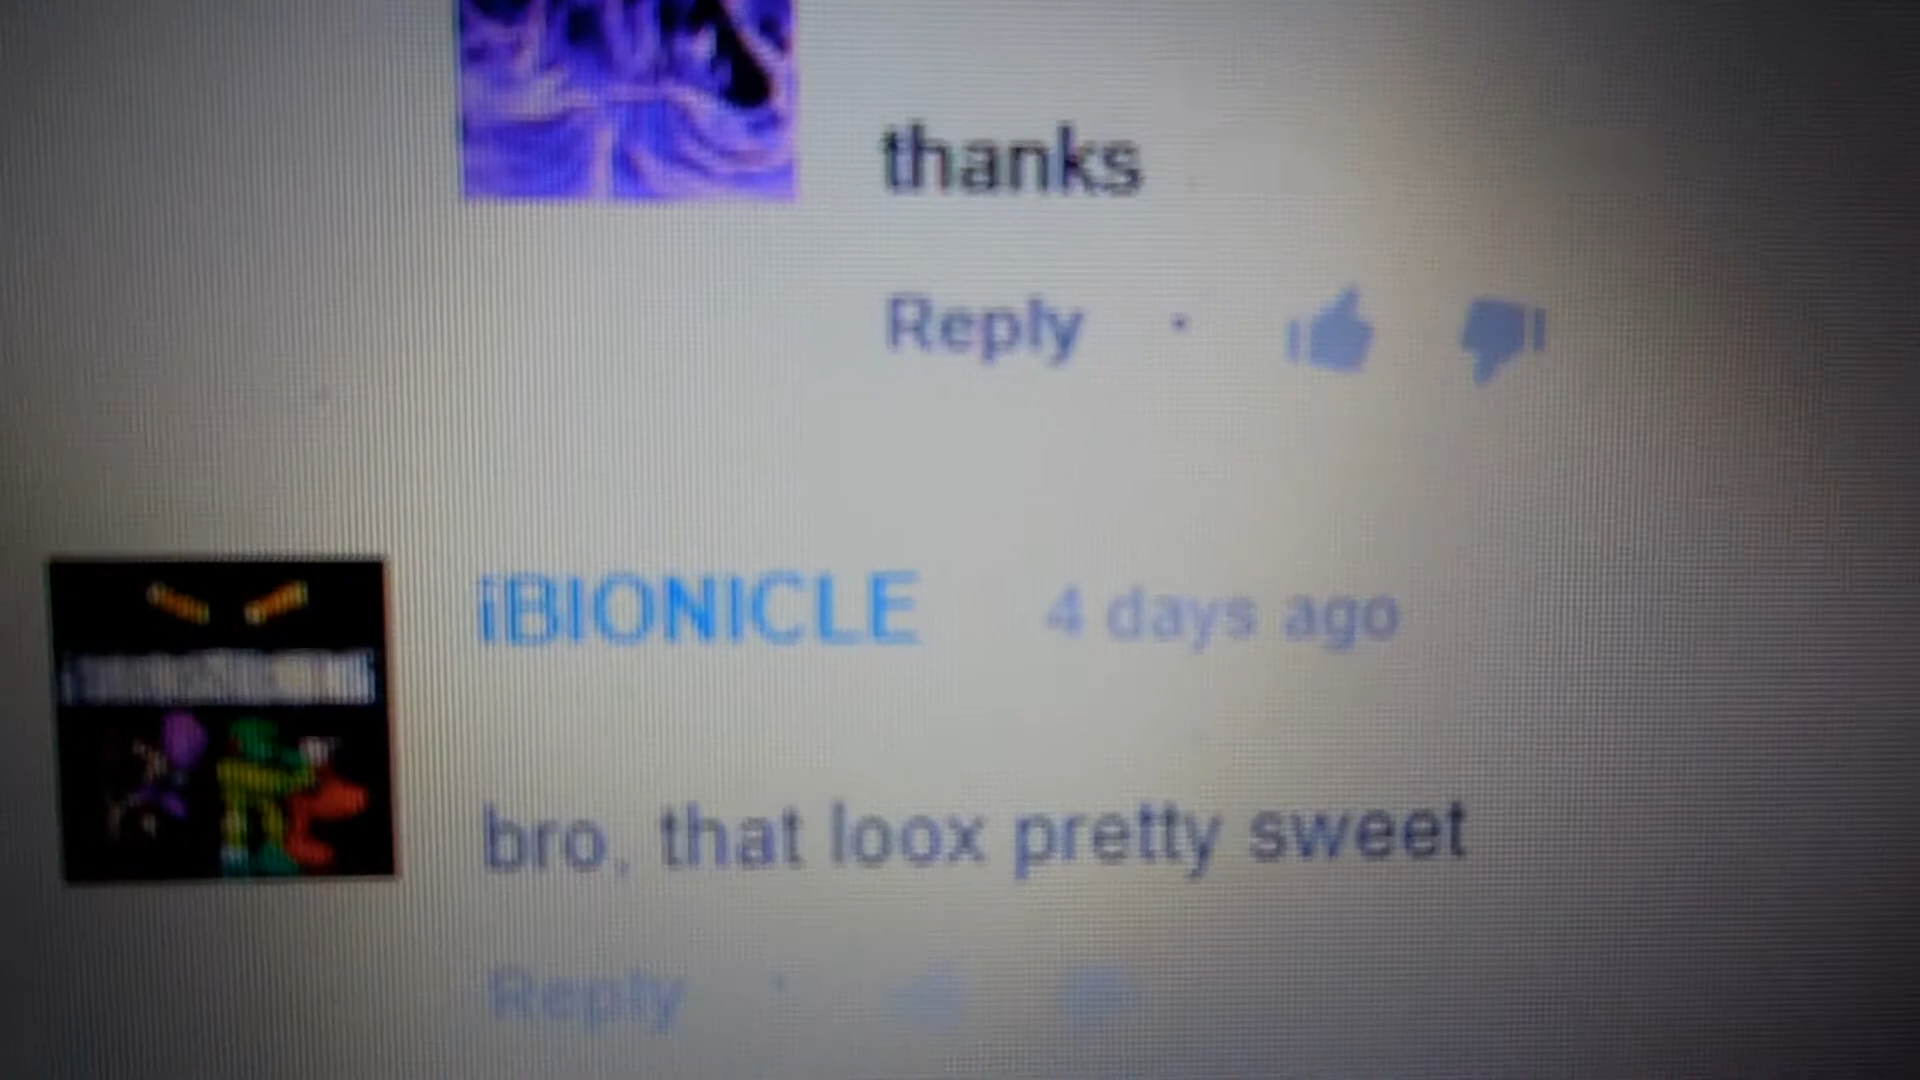 thanks
Reply
iBIONICLE 4 days ago
bro, that loox pretty sweet
Reply